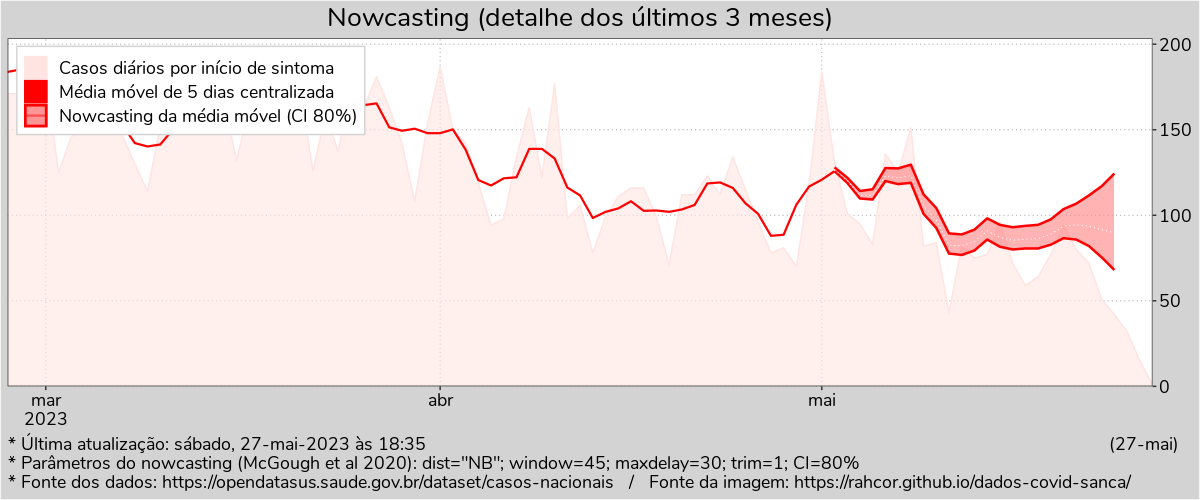 Nowcasting (detalhe dos últimos 3 meses)
Casos diários por início de sintoma
Média móvel de 5 dias centralizada
Nowcasting da média móvel (CI 80%)
200
150
100
50
0
mar
2023
abr
mai
* Última atualização: sábado, 27-mai-2023 às 18:35
(27-mai)
* Parâmetros do nowcasting (McGough et al 2020): dist="NB"; window=45; maxdelay=30; trim=1; CI=80%
* Fonte dos dados: https://opendatasus.saude.gov.br/dataset/casos-nacionais / Fonte da imagem: https://rahcor.github.io/dados-covid-sanca/